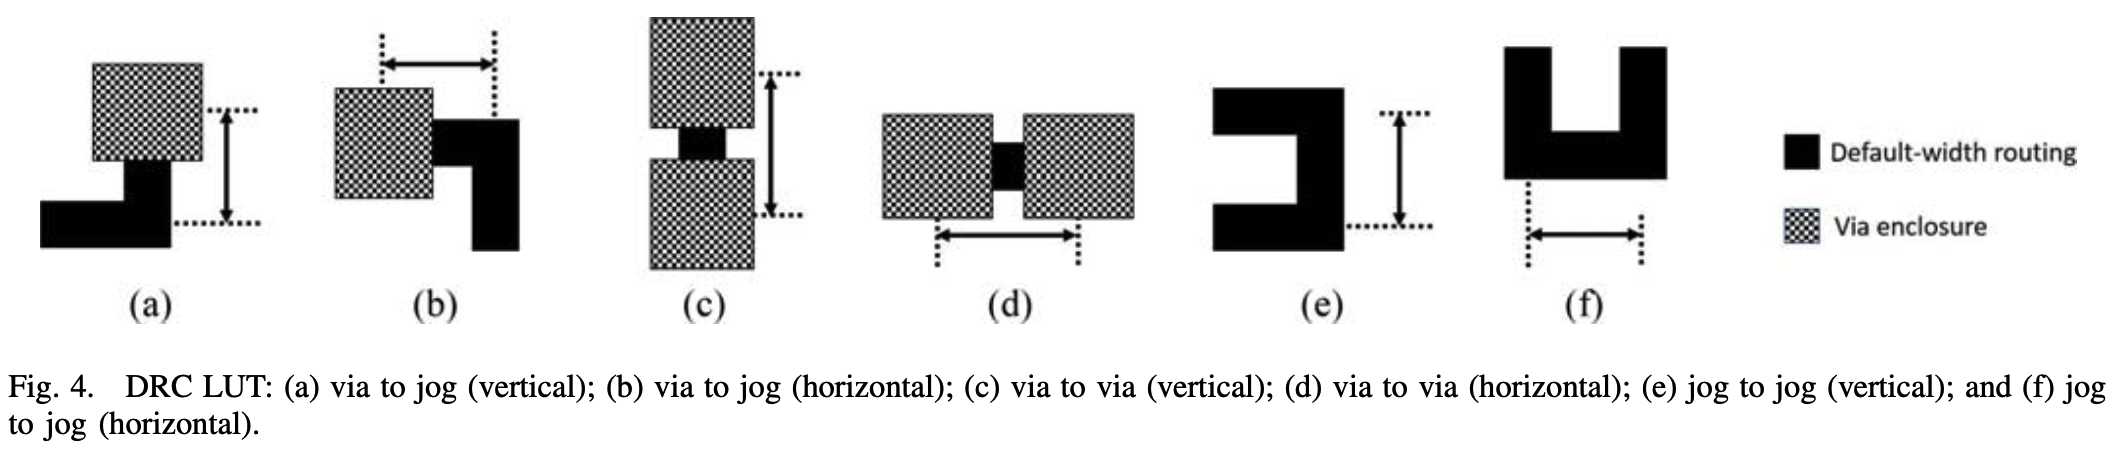 Default-width routing
Via enclosure
(a) (b) (c) (d) (e) (f)
Fig. 4. DRC LUT: (a) via to jog (vertical); (b) via to jog (horizontal); (c) via to via (vertical); (d) via to via (horizontal); (e) jog to jog (vertical); and (f) jog
to jog (horizontal).